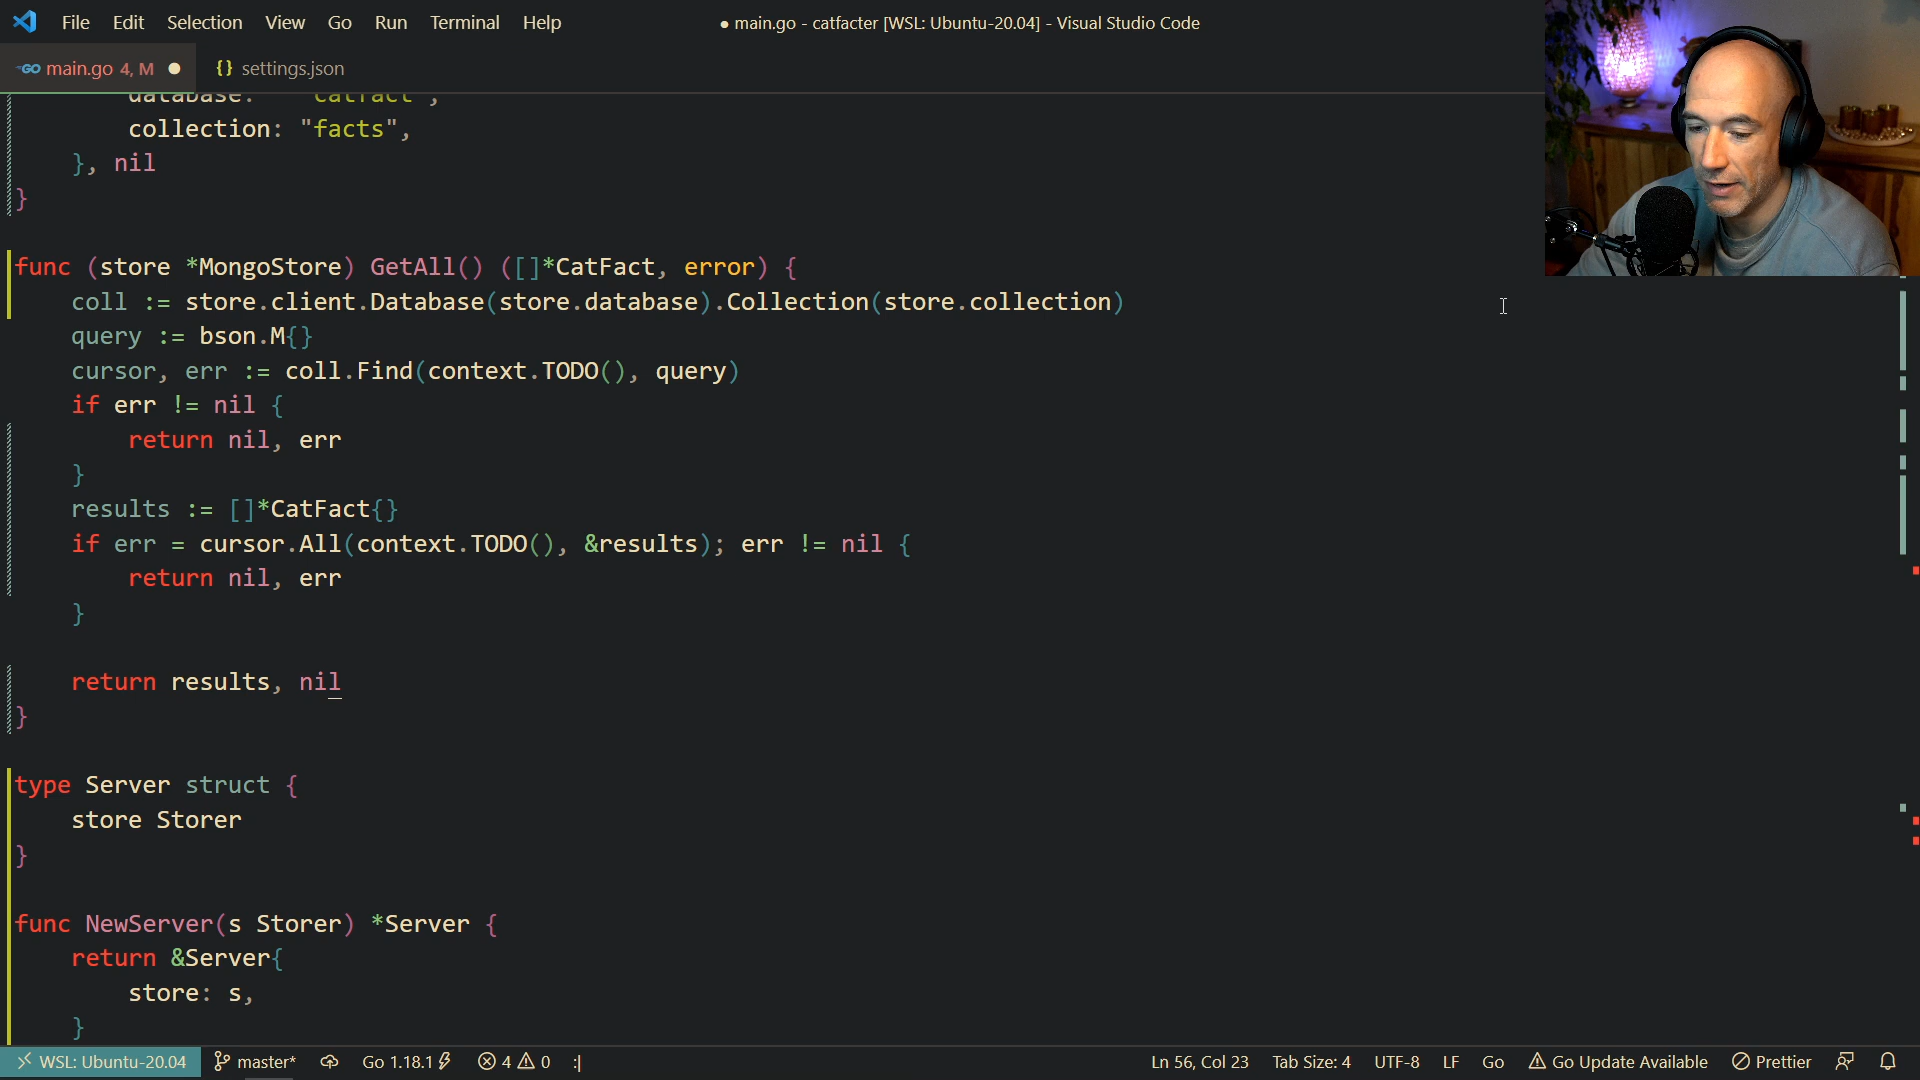 File Edit Selection View Go Run Terminal Help
● main.go - catfacter [WSL: Ubuntu-20.04] - Visual Studio Code
GO main.go 4, M ●
{} settings.json
database: "catfact",
collection: "facts",
}, nil
}
func (store *MongoStore) GetAll() ([]*CatFact, error) {
coll := store.client.Database(store.database).Collection(store.collection)
query := bson.M{}
cursor, err := coll.Find(context.TODO(), query)
if err != nil {
return nil, err
}
results := []*CatFact{}
if err = cursor.All(context.TODO(), &results); err != nil {
return nil, err
}
return results, nil
}
type Server struct {
store Storer
}
func NewServer(s Storer) *Server {
return &Server{
store: s,
}
WSL: Ubuntu-20.04 master* Go 1.18.1 4 0 :| Ln 56, Col 23 Tab Size: 4 UTF-8 LF Go Go Update Available Prettier